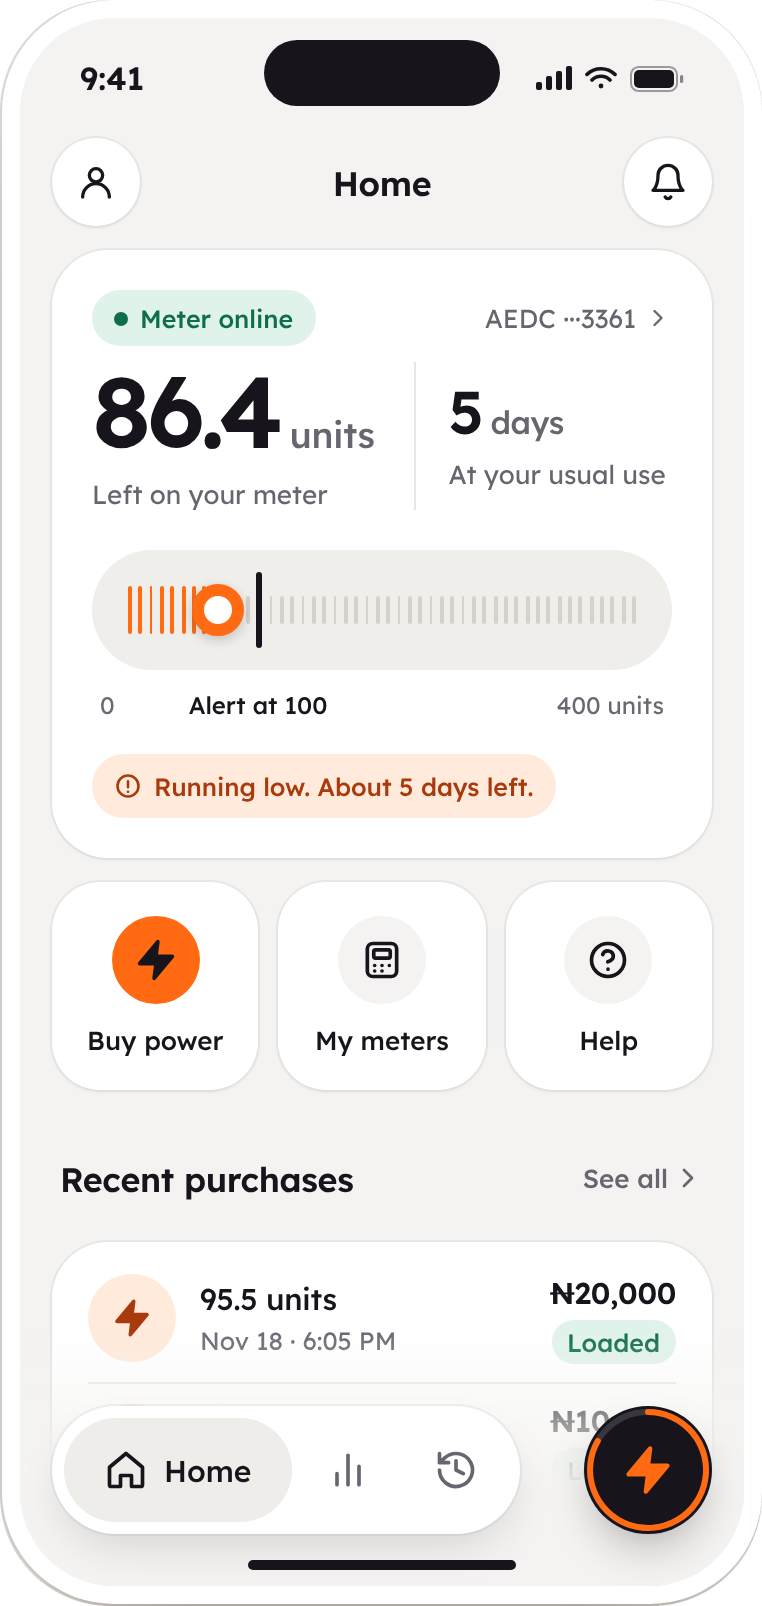 9:41
Home
Meter online
AEDC ···3361
86.4 units
5 days
Left on your meter
At your usual use
0
Alert at 100
400 units
Running low. About 5 days left.
Buy power
My meters
Help
Recent purchases
See all
95.5 units
₦20,000
Nov 18 · 6:05 PM
Loaded
Home